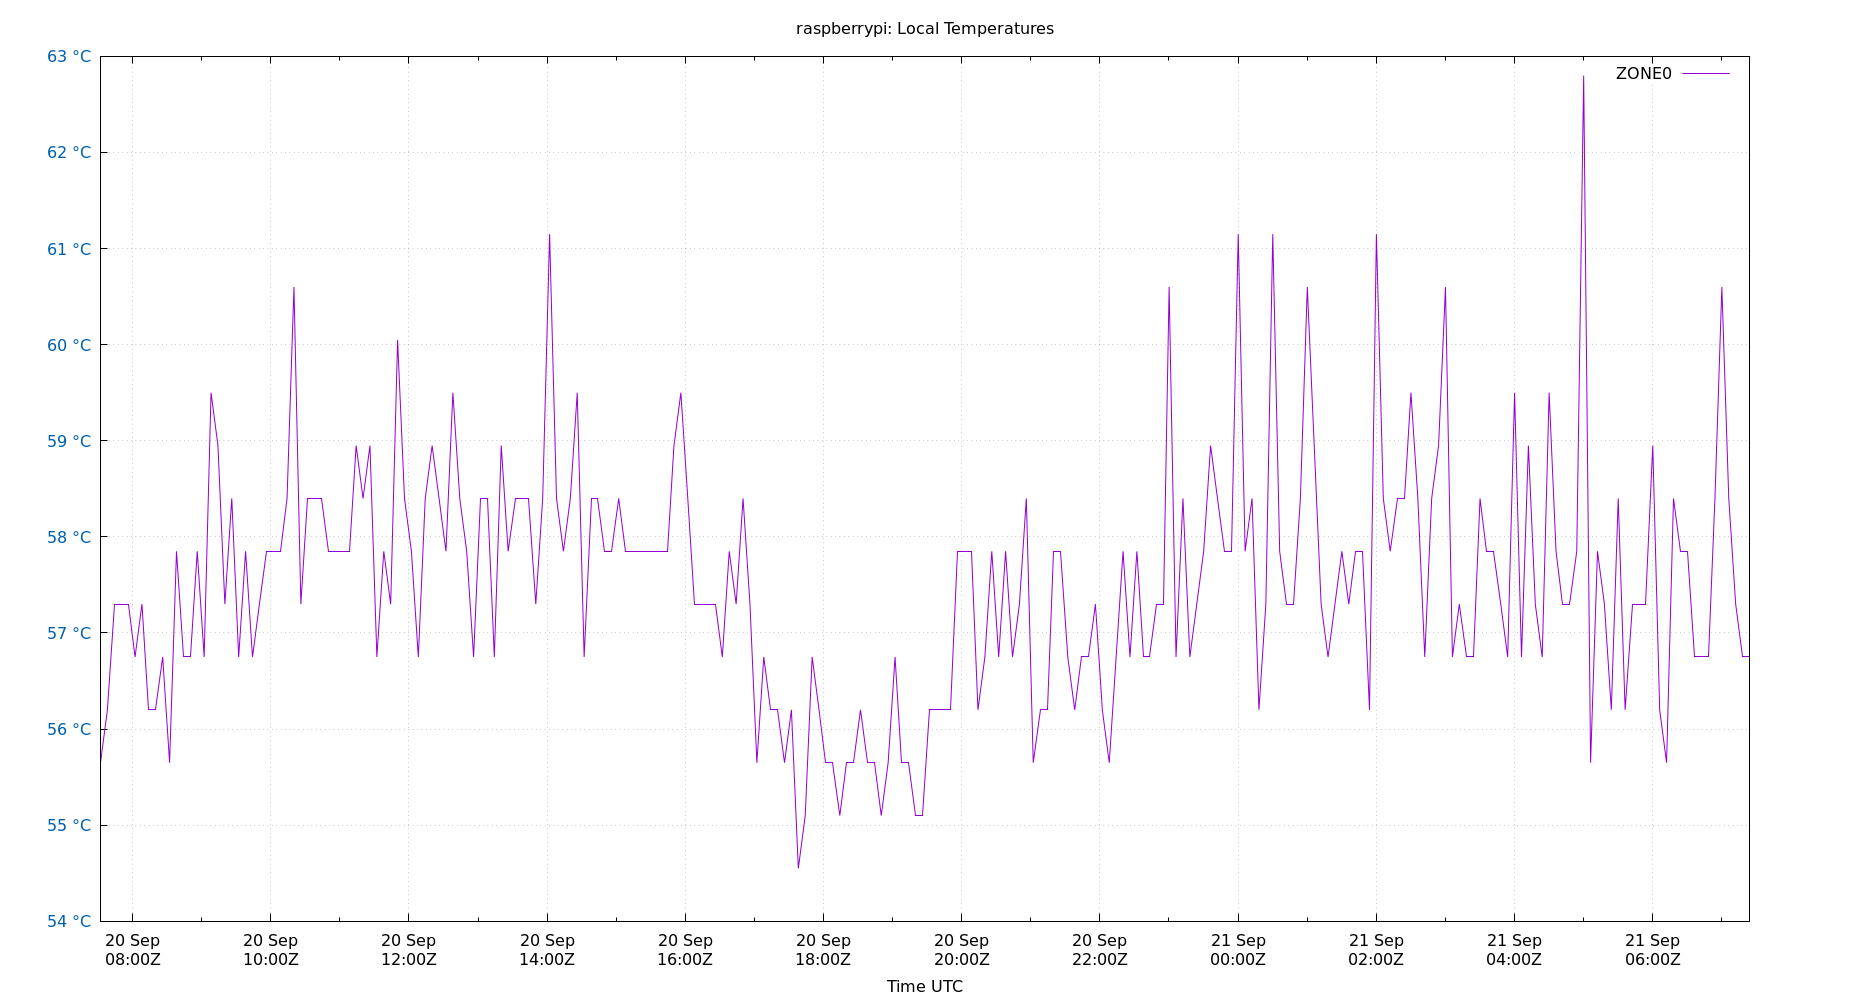 raspberrypi: Local Temperatures
63 °C
ZONE0
62 °C
61 °C
60 °C
59 °C
58 °C
57 °C
56 °C
55 °C
54 °C
20 Sep 20 Sep 20 Sep 20 Sep 20 Sep 20 Sep 20 Sep 20 Sep 21 Sep 21 Sep 21 Sep 21 Sep
08:00Z 10:00Z 12:00Z 14:00Z 16:00Z 18:00Z 20:00Z 22:00Z 00:00Z 02:00Z 04:00Z 06:00Z
Time UTC